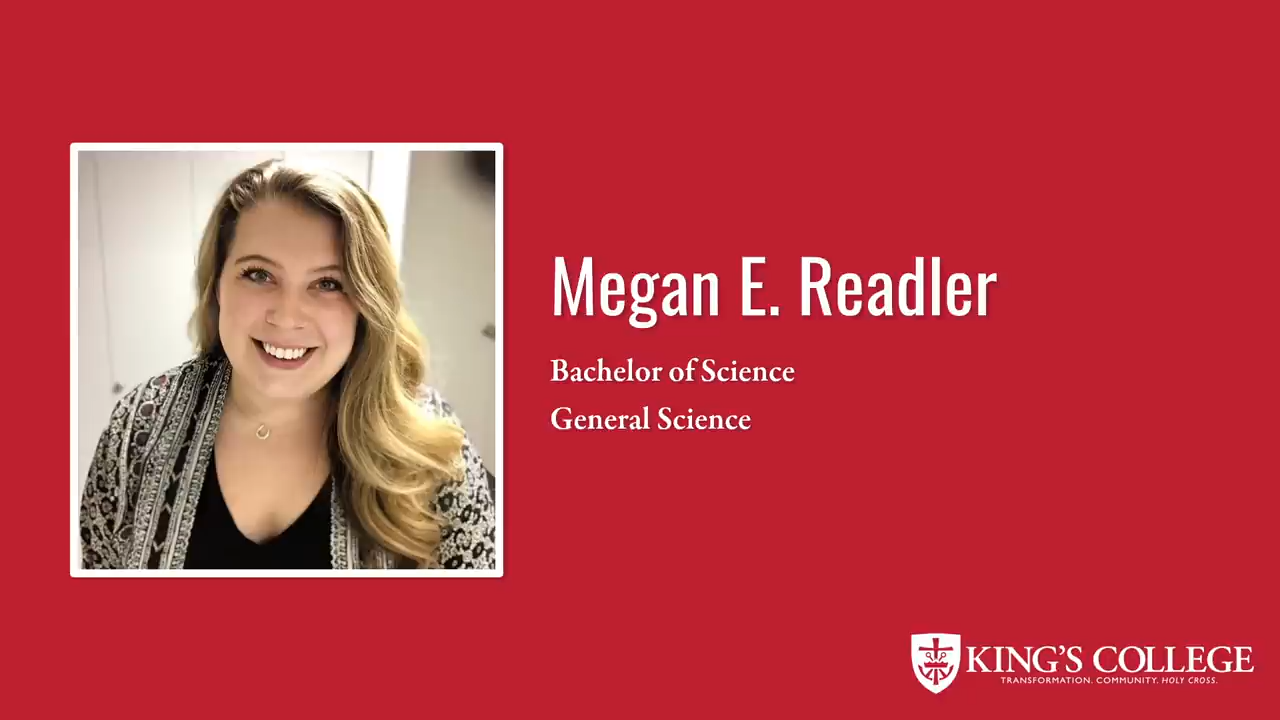 Megan E. Readler
Bachelor of Science
General Science
KING'S COLLEGE
TRANSFORMATION. COMMUNITY. HOLY CROSS.